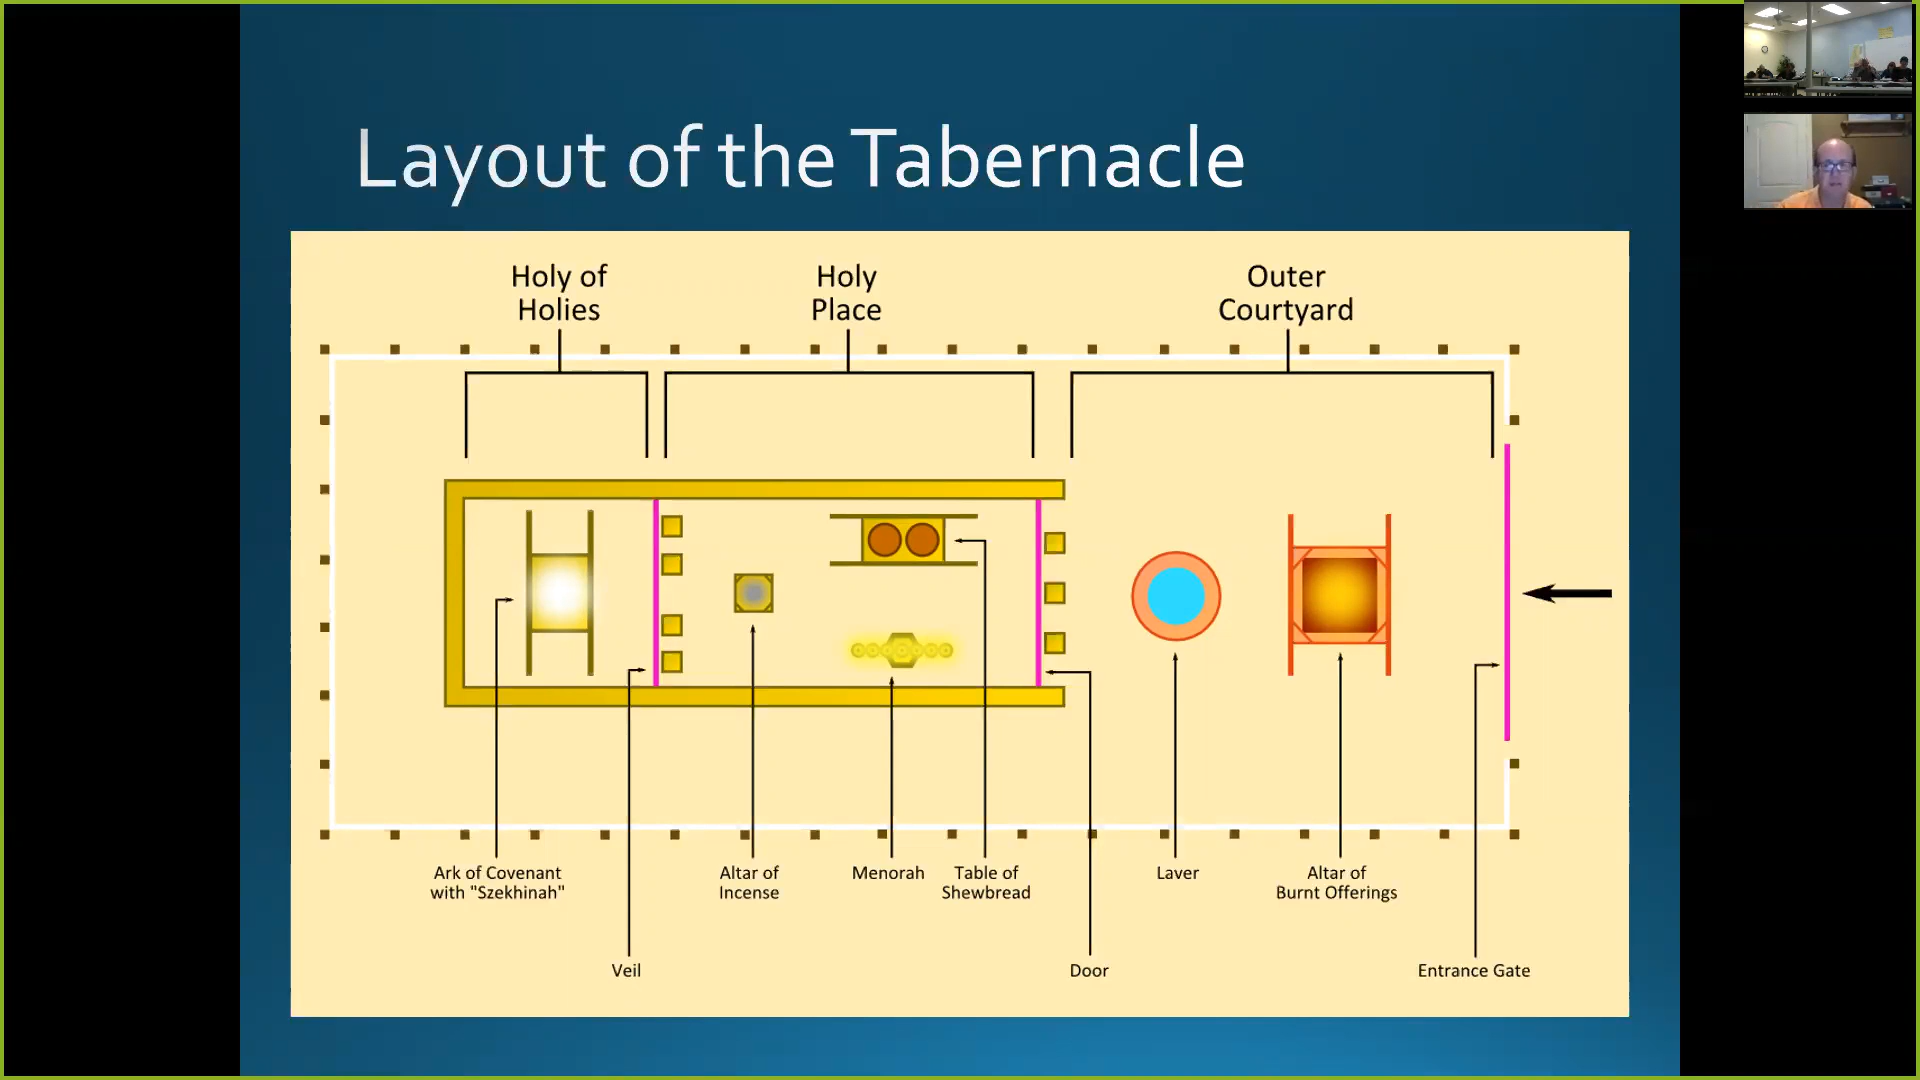 Layout of the Tabernacle
Holy of
Holies
Holy
Place
Outer
Courtyard
Ark of Covenant
with "Szekhinah"
Altar of
Incense
Menorah
Table of
Shewbread
Laver
Altar of
Burnt Offerings
Veil
Door
Entrance Gate